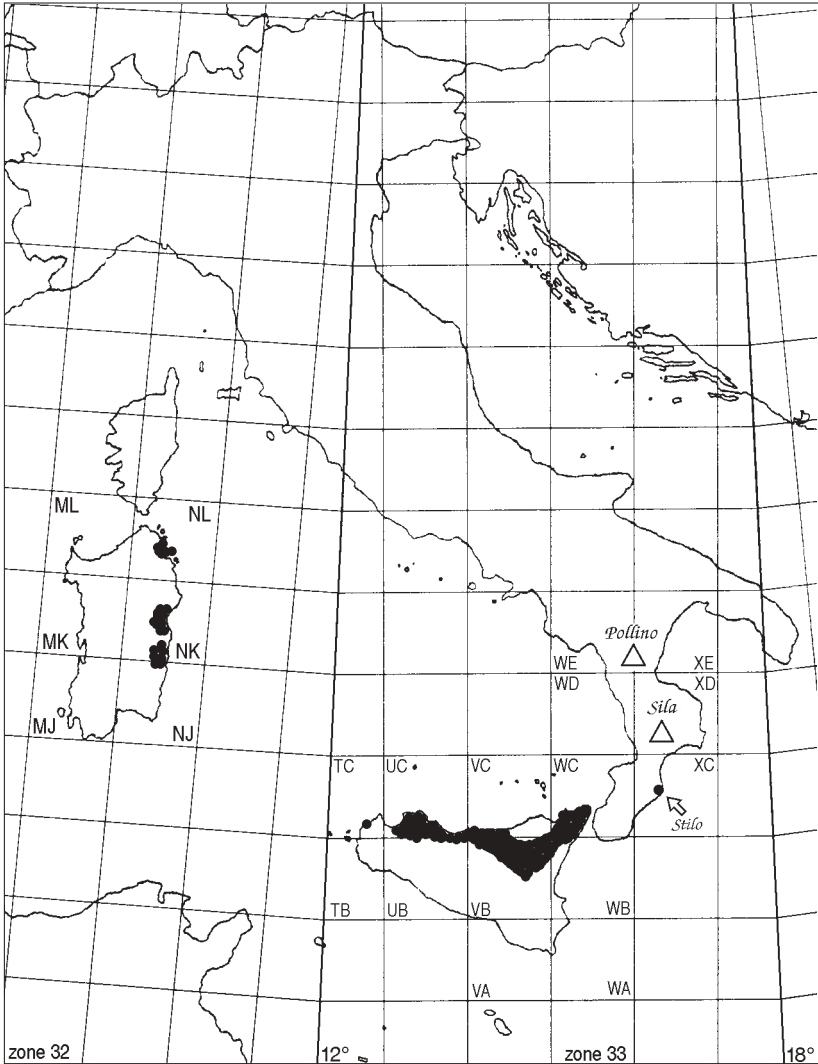 ML
NL
Pollino
MK
NK
WE
XE
WD
XD
Sila
MJ
NJ
TC
UC
VC
WC
XC
Stilo
TB
UB
VB
WB
VA
WA
zone 32
12°
zone 33
18°